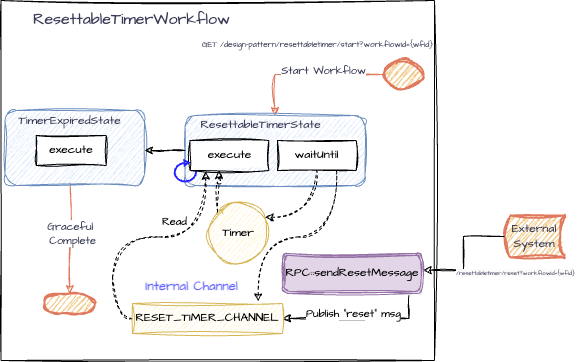 ResettableTimerWorkflow
GET /design-pattern/resettabletimer/start?workflowId={wfid}
Start Workflow
TimerExpiredState
execute
ResettableTimerState
execute
waitUntil
Read
Timer
Graceful
Complete
External
System
Internal Channel
RPC::sendResetMessage
/resettabletimer/reset?workflowId={wfid}
RESET_TIMER_CHANNEL
Publish "reset" msg